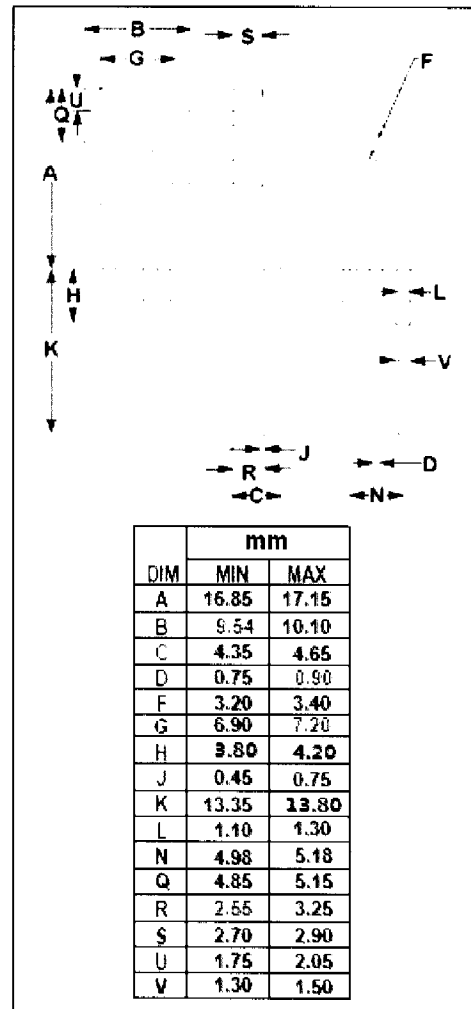 B
S
G
F
U
Q
A
H
L
K
V
J
R
D
C
N
mm
DIM MIN MAX
A 16.85 17.15
B 9.54 10.10
C 4.35 4.65
D 0.75 0.90
F 3.20 3.40
G 6.90 7.20
H 3.80 4.20
J 0.45 0.75
K 13.35 13.80
L 1.10 1.30
N 4.98 5.18
Q 4.85 5.15
R 2.55 3.25
S 2.70 2.90
U 1.75 2.05
V 1.30 1.50